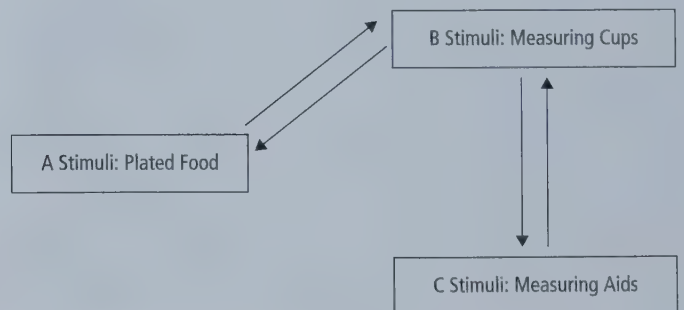 B Stimuli: Measuring Cups
A Stimuli: Plated Food
C Stimuli: Measuring Aids